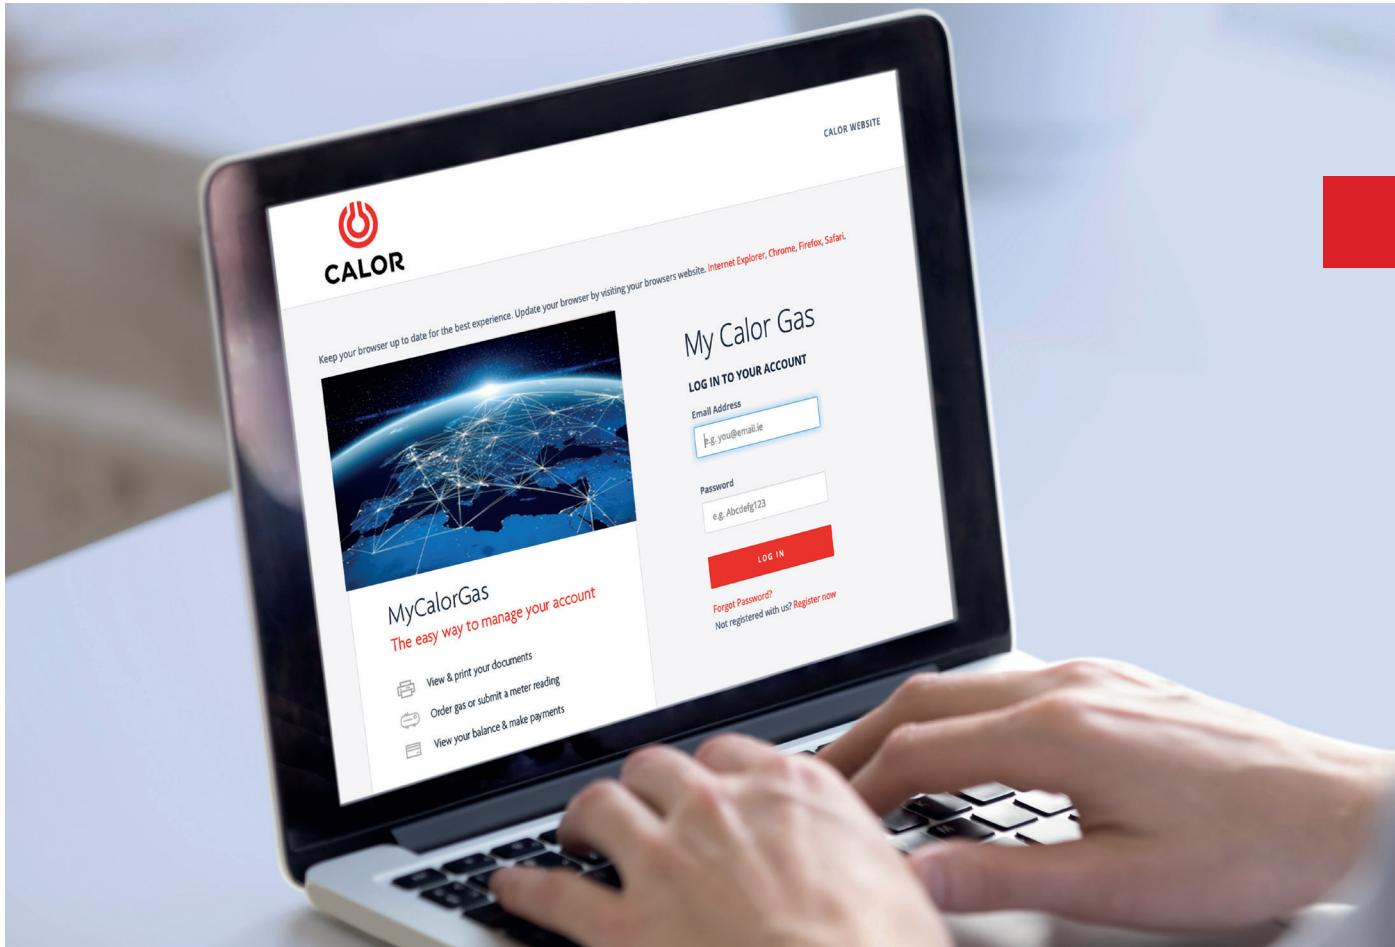 CALOR WEBSITE
CALOR
Keep your browser up to date for the best experience. Update your browser by visiting your browsers website. Internet Explorer, Chrome, Firefox, Safari.
My Calor Gas
LOG IN TO YOUR ACCOUNT
Email Address
e.g. you@email.ie
Password
e.g. Abcdefg123
LOG IN
Forgot Password?
Not registered with us? Register now
MyCalorGas
The easy way to manage your account
View & print your documents
Order gas or submit a meter reading
View your balance & make payments